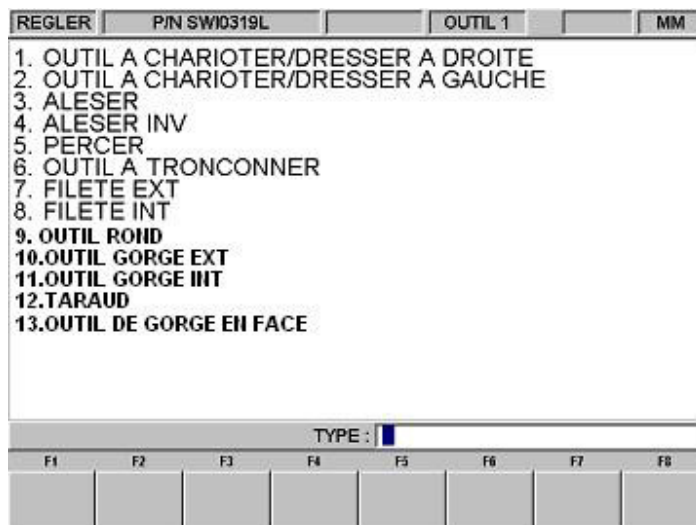 REGLER P/N SWI0319L OUTIL 1 MM
1. OUTIL A CHARIOTER/DRESSER A DROITE
2. OUTIL A CHARIOTER/DRESSER A GAUCHE
3. ALESER
4. ALESER INV
5. PERCER
6. OUTIL A TRONCONNER
7. FILETE EXT
8. FILETE INT
9. OUTIL ROND
10.OUTIL GORGE EXT
11.OUTIL GORGE INT
12.TARAUD
13.OUTIL DE GORGE EN FACE
TYPE :
F1 F2 F3 F4 F5 F6 F7 F8